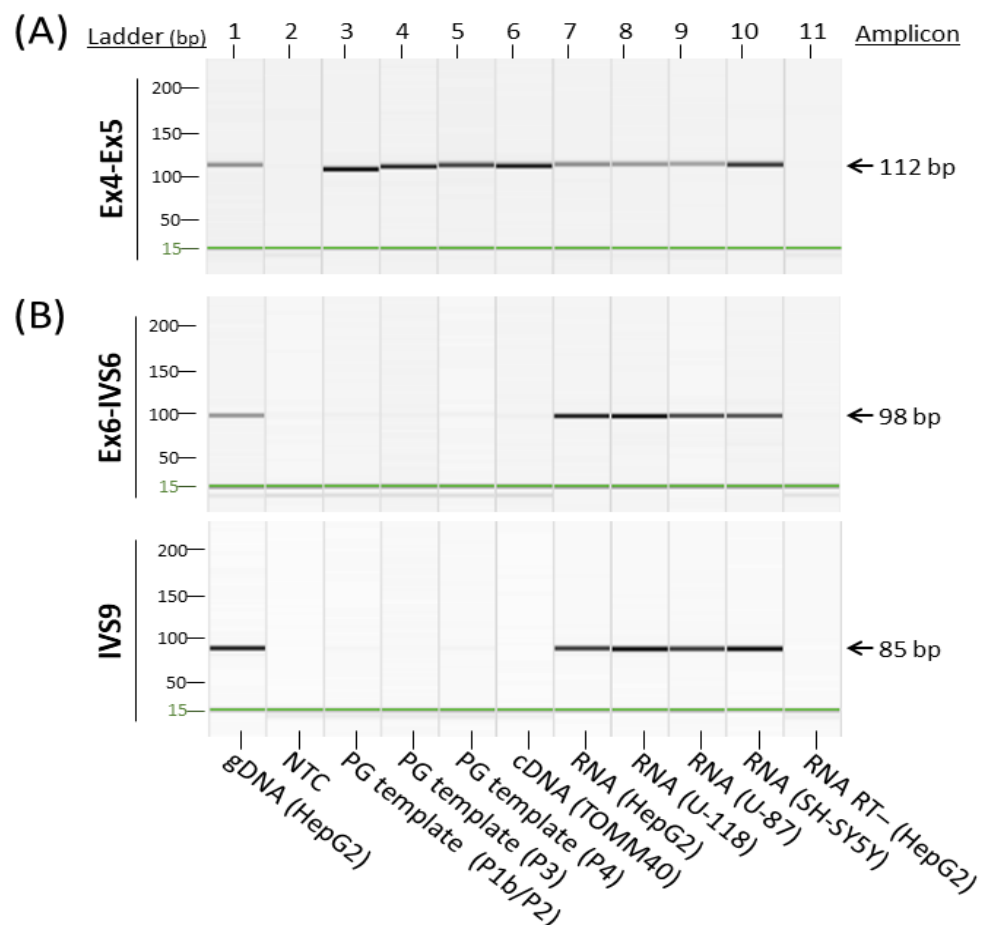 (A) Ladder (bp) 1 2 3 4 5 6 7 8 9 10 11 Amplicon
Ex4-Ex5
200
150
100
50
15
112 bp
(B)
Ex6-IVS6
200
150
100
50
15
98 bp
IVS9
200
150
100
50
15
85 bp
gDNA (HepG2)
NTC
PG template (P1b/P2)
PG template (P3)
PG template (P4)
cDNA (TOMM40)
RNA (HepG2)
RNA (U-118)
RNA (U-87)
RNA (SH-SY5Y)
RNA RT– (HepG2)